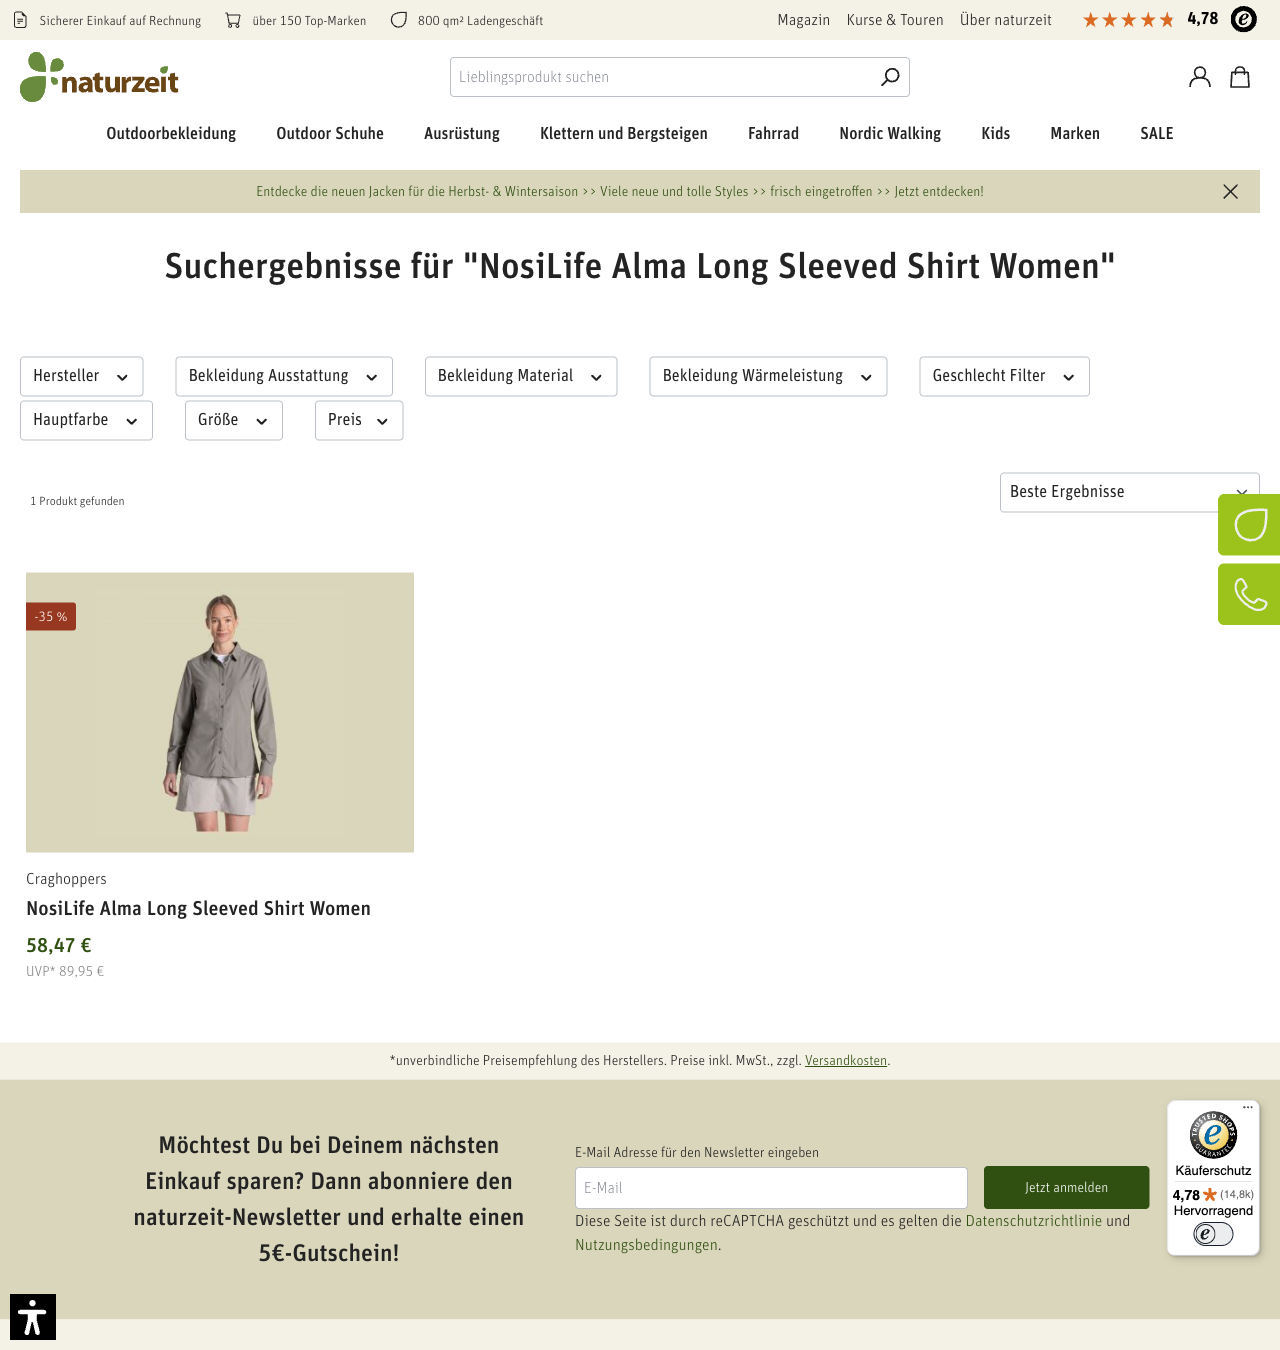 Sicherer Einkauf auf Rechnung über 150 Top-Marken 800 qm² Ladengeschäft Magazin Kurse & Touren Über naturzeit 4,78
naturzeit
Lieblingsprodukt suchen
Outdoorbekleidung Outdoor Schuhe Ausrüstung Klettern und Bergsteigen Fahrrad Nordic Walking Kids Marken SALE
Entdecke die neuen Jacken für die Herbst- & Wintersaison >> Viele neue und tolle Styles >> frisch eingetroffen >> Jetzt entdecken!
Suchergebnisse für "NosiLife Alma Long Sleeved Shirt Women"
Hersteller Bekleidung Ausstattung Bekleidung Material Bekleidung Wärmeleistung Geschlecht Filter
Hauptfarbe Größe Preis
1 Produkt gefunden
Beste Ergebnisse
-35 %
Craghoppers
NosiLife Alma Long Sleeved Shirt Women
58,47 €
UVP* 89,95 €
*unverbindliche Preisempfehlung des Herstellers. Preise inkl. MwSt., zzgl. Versandkosten.
Möchtest Du bei Deinem nächsten
Einkauf sparen? Dann abonniere den
naturzeit-Newsletter und erhalte einen
5€-Gutschein!
E-Mail Adresse für den Newsletter eingeben
E-Mail
Jetzt anmelden
Diese Seite ist durch reCAPTCHA geschützt und es gelten die Datenschutzrichtlinie und
Nutzungsbedingungen.
TRUSTED SHOPS
GUARANTEE
Käuferschutz
4,78 (14,8k)
Hervorragend